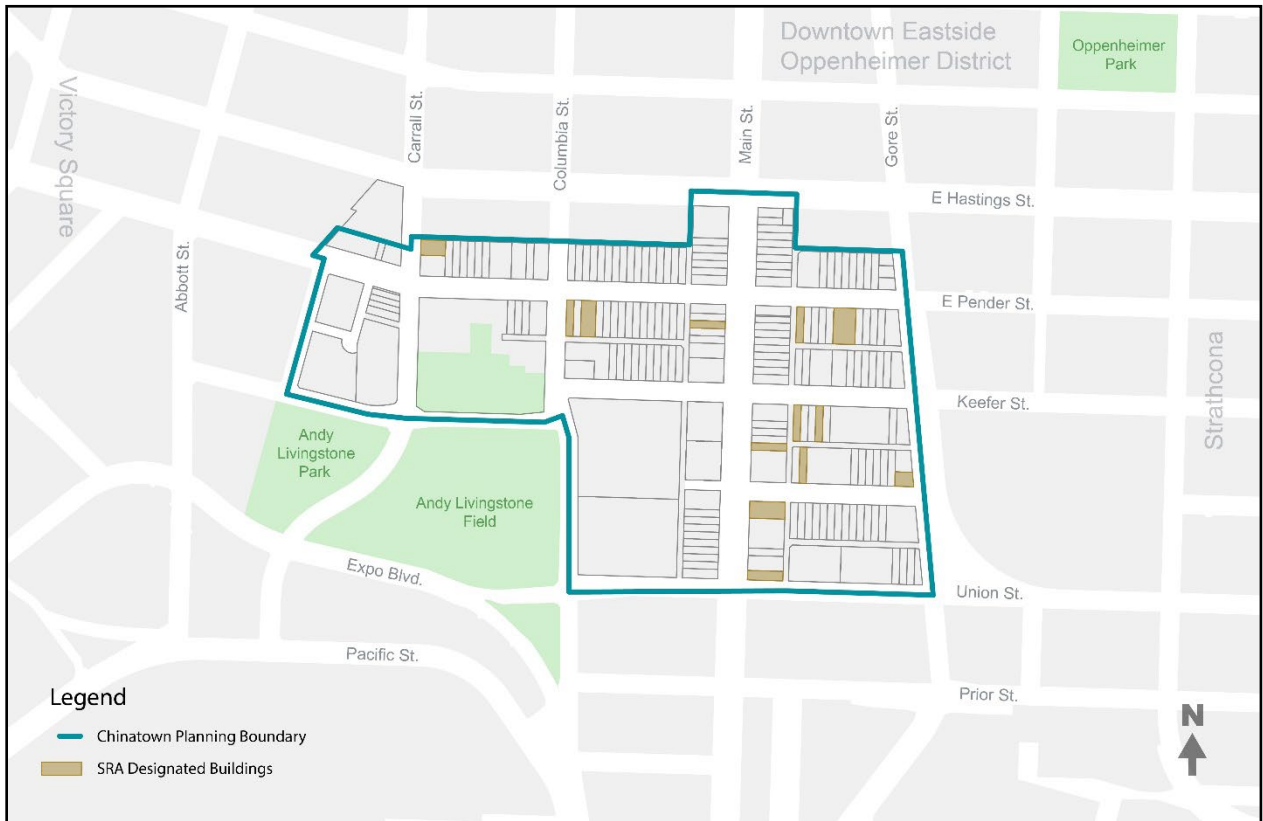 Downtown Eastside
Oppenheimer District
Oppenheimer
Park
Victory Square
Carrall St.
Columbia St.
Main St.
Gore St.
E Hastings St.
Abbott St.
E Pender St.
Keefer St.
Strathcona
Andy
Livingstone
Park
Andy Livingstone
Field
Expo Blvd.
Union St.
Pacific St.
Prior St.
Legend
Chinatown Planning Boundary
SRA Designated Buildings
N